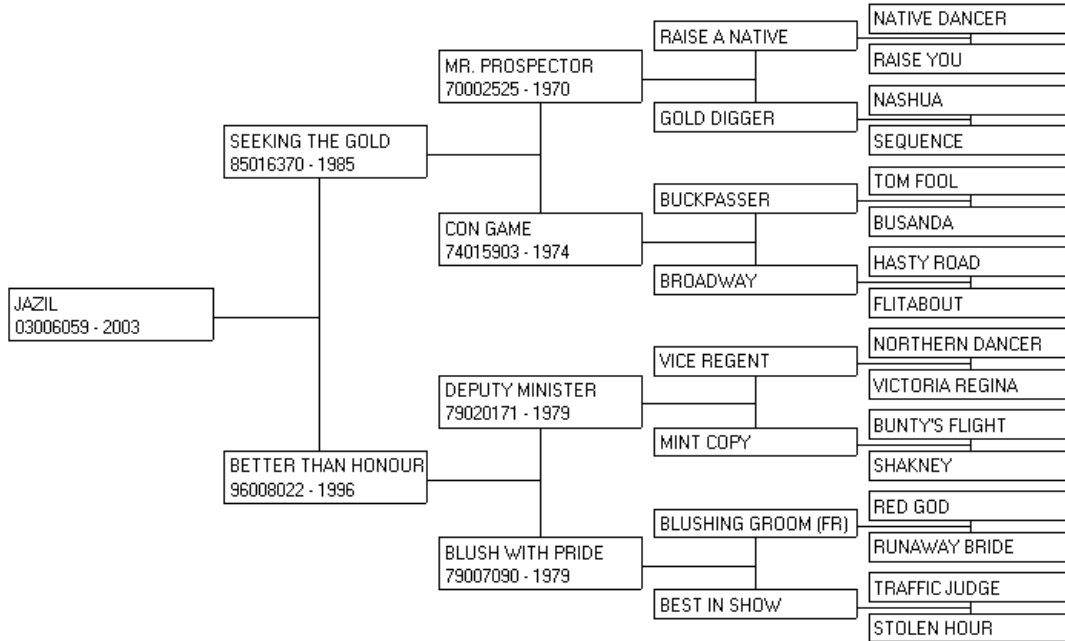 JAZIL
03006059 - 2003
SEEKING THE GOLD
85016370 - 1985
BETTER THAN HONOUR
96008022 - 1996
MR. PROSPECTOR
70002525 - 1970
CON GAME
74015903 - 1974
DEPUTY MINISTER
79020171 - 1979
BLUSH WITH PRIDE
79007090 - 1979
RAISE A NATIVE
GOLD DIGGER
BUCKPASSER
BROADWAY
VICE REGENT
MINT COPY
BLUSHING GROOM (FR)
BEST IN SHOW
NATIVE DANCER
RAISE YOU
NASHUA
SEQUENCE
TOM FOOL
BUSANDA
HASTY ROAD
FLITABOUT
NORTHERN DANCER
VICTORIA REGINA
BUNTY'S FLIGHT
SHAKNEY
RED GOD
RUNAWAY BRIDE
TRAFFIC JUDGE
STOLEN HOUR